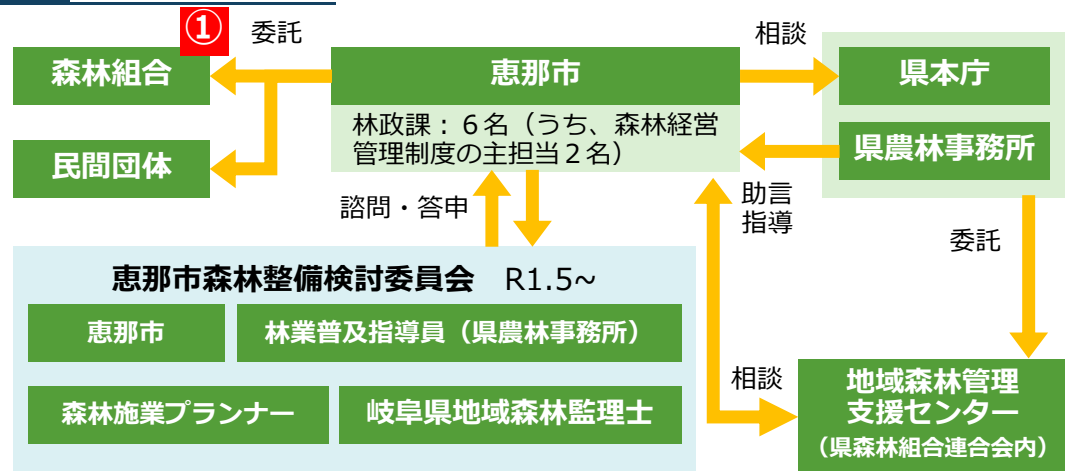 ① 委託
相談
森林組合
恵那市
県本庁
林政課：６名（うち、森林経営
管理制度の主担当２名）
県農林事務所
民間団体
諮問・答申
助言
指導
委託
恵那市森林整備検討委員会　R1.5~
恵那市
林業普及指導員（県農林事務所）
森林施業プランナー
岐阜県地域森林監理士
相談
地域森林管理
支援センター
（県森林組合連合会内）